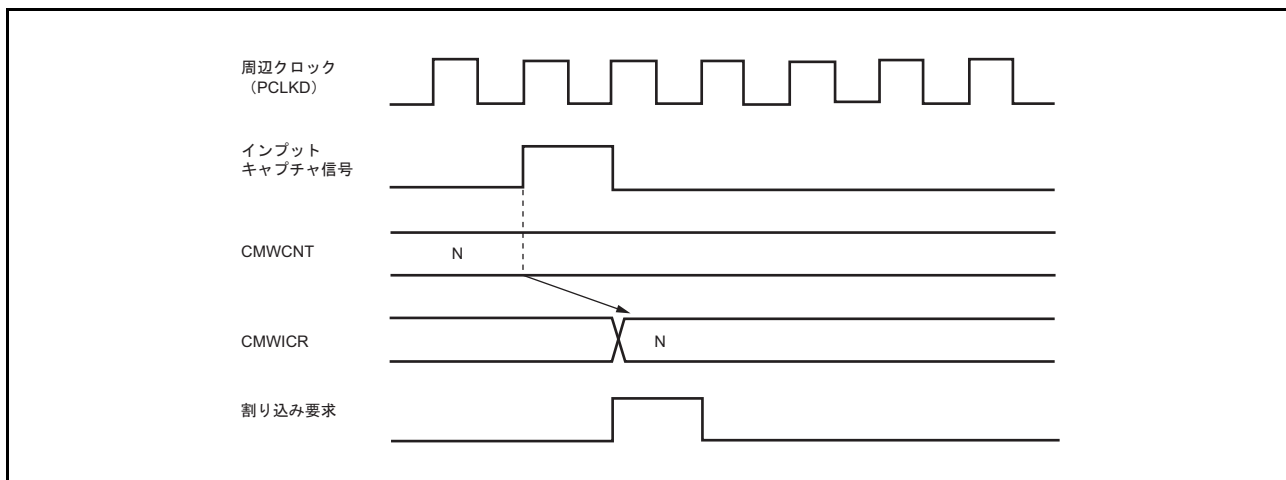 周辺クロック
（PCLKD）
インプット
キャプチャ信号
CMWCNT
N
CMWICR
N
割り込み要求